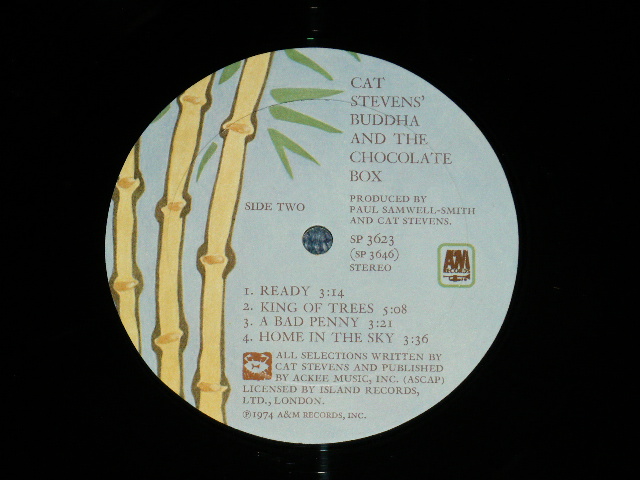 CAT
STEVENS'
BUDDHA
AND THE
CHOCOLATE
BOX
SIDE TWO
PRODUCED BY
PAUL SAMWELL-SMITH
AND CAT STEVENS.
SP 3623
(SP 3646)
STEREO
A&M
RECORDS
1. READY 3:14
2. KING OF TREES 5:08
3. A BAD PENNY 3:21
4. HOME IN THE SKY 3:36
ALL SELECTIONS WRITTEN BY
CAT STEVENS AND PUBLISHED
BY ACKEE MUSIC, INC. (ASCAP)
LICENSED BY ISLAND RECORDS,
LTD., LONDON.
℗1974 A&M RECORDS, INC.